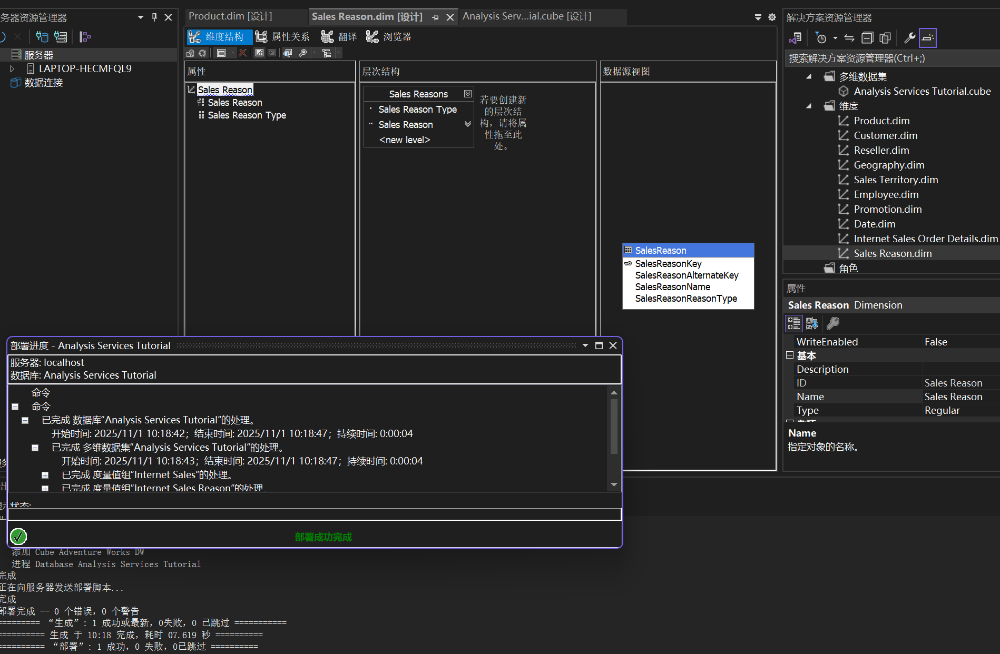 务器资源管理器
服务器
LAPTOP-HECMFQL9
数据连接
Product.dim [设计]
Sales Reason.dim [设计]
Analysis Serv...ial.cube [设计]
维度结构
属性关系
翻译
浏览器
属性
Sales Reason
Sales Reason
Sales Reason Type
层次结构
Sales Reasons
Sales Reason Type
Sales Reason
<new level>
若要创建新
的层次结
构，请将属
性拖至此
处。
数据源视图
SalesReason
SalesReasonKey
SalesReasonAlternateKey
SalesReasonName
SalesReasonReasonType
解决方案资源管理器
搜索解决方案资源管理器(Ctrl+;)
多维数据集
Analysis Services Tutorial.cube
维度
Product.dim
Customer.dim
Reseller.dim
Geography.dim
Sales Territory.dim
Employee.dim
Promotion.dim
Date.dim
Internet Sales Order Details.dim
Sales Reason.dim
角色
属性
Sales Reason Dimension
WriteEnabled False
基本
Description
ID Sales Reason
Name Sales Reason
Type Regular
Name
指定对象的名称。
部署进度 - Analysis Services Tutorial
服务器: localhost
数据库: Analysis Services Tutorial
命令
命令
已完成 数据库“Analysis Services Tutorial”的处理。
开始时间: 2025/11/1 10:18:42；结束时间: 2025/11/1 10:18:47；持续时间: 0:00:04
已完成 多维数据集“Analysis Services Tutorial”的处理。
开始时间: 2025/11/1 10:18:43；结束时间: 2025/11/1 10:18:47；持续时间: 0:00:04
已完成 度量值组“Internet Sales”的处理。
已完成 度量值组“Internet Sales Reason”的处理。
状态:
部署成功完成
添加 Cube Adventure Works DW
进程 Database Analysis Services Tutorial
完成
正在向服务器发送部署脚本...
完成
部署完成 -- 0 个错误，0 个警告
========= “生成”: 1 成功或最新，0失败，0 已跳过 ===========
========== 生成 于 10:18 完成，耗时 07.619 秒 ==========
========== “部署”: 1 成功，0 失败，0已跳过 ==========